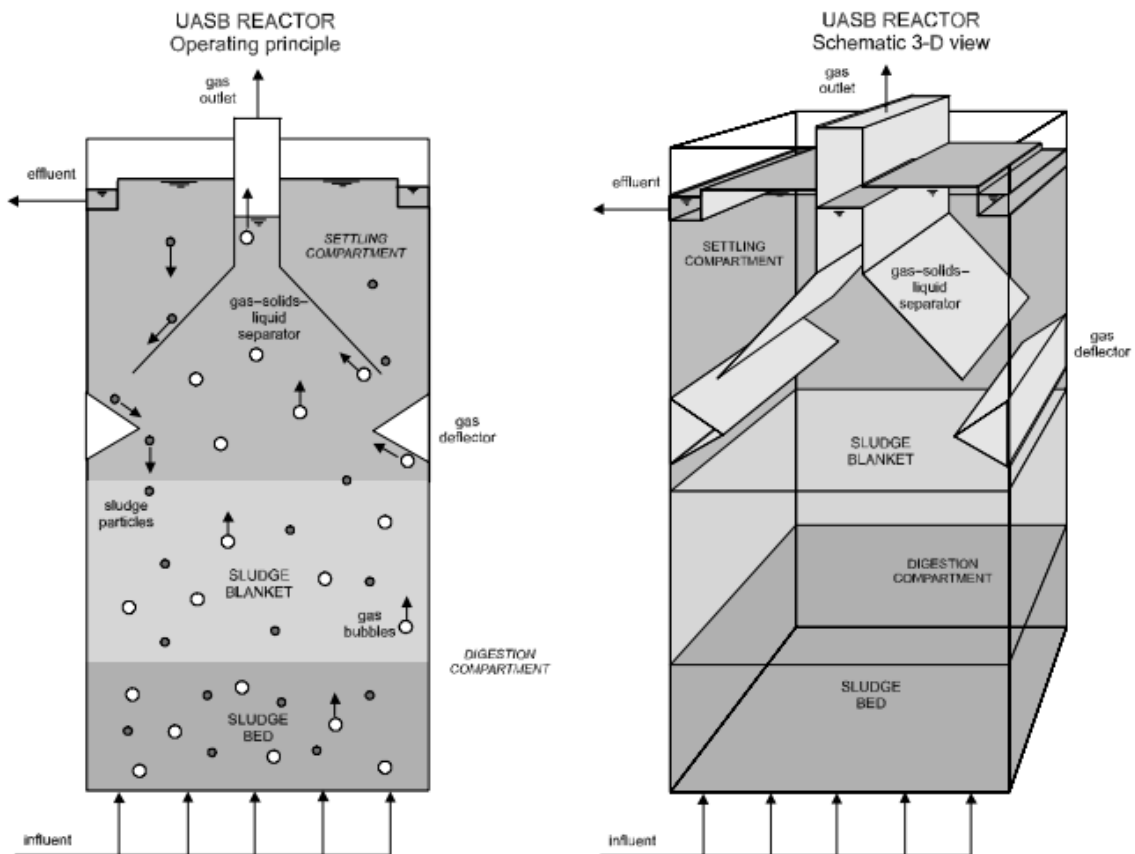 UASB REACTOR
Operating principle
gas
outlet
effluent
SETTLING
COMPARTMENT
gas–solids–
liquid
separator
gas
deflector
sludge
particles
SLUDGE
BLANKET
gas
bubbles
DIGESTION
COMPARTMENT
SLUDGE
BED
influent
UASB REACTOR
Schematic 3-D view
gas
outlet
effluent
SETTLING
COMPARTMENT
gas–solids–
liquid
separator
gas
deflector
SLUDGE
BLANKET
DIGESTION
COMPARTMENT
SLUDGE
BED
influent